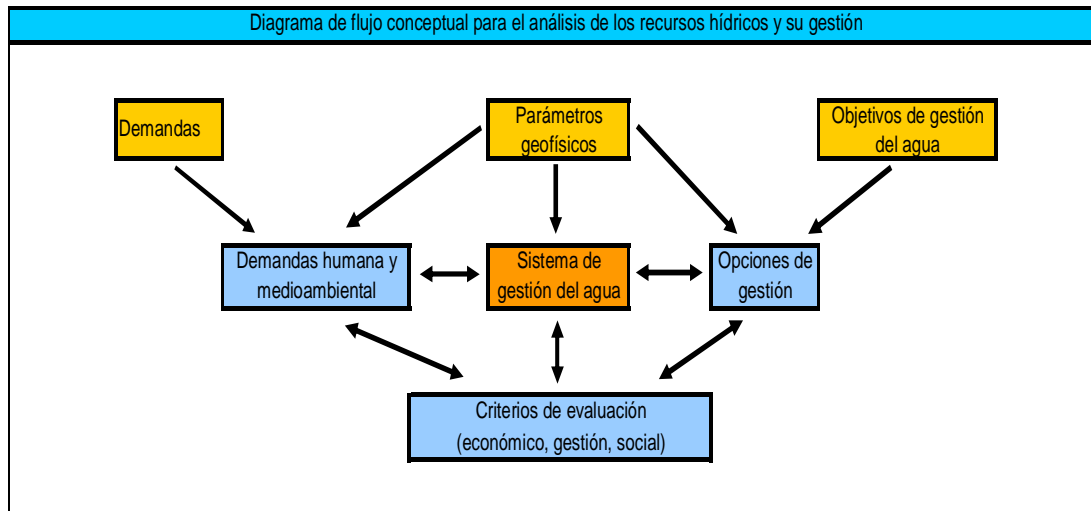 Diagrama de flujo conceptual para el análisis de los recursos hídricos y su gestión
Demandas
Parámetros
geofísicos
Objetivos de gestión
del agua
Demandas humana y
medioambiental
Sistema de
gestión del agua
Opciones de
gestión
Criterios de evaluación
(económico, gestión, social)